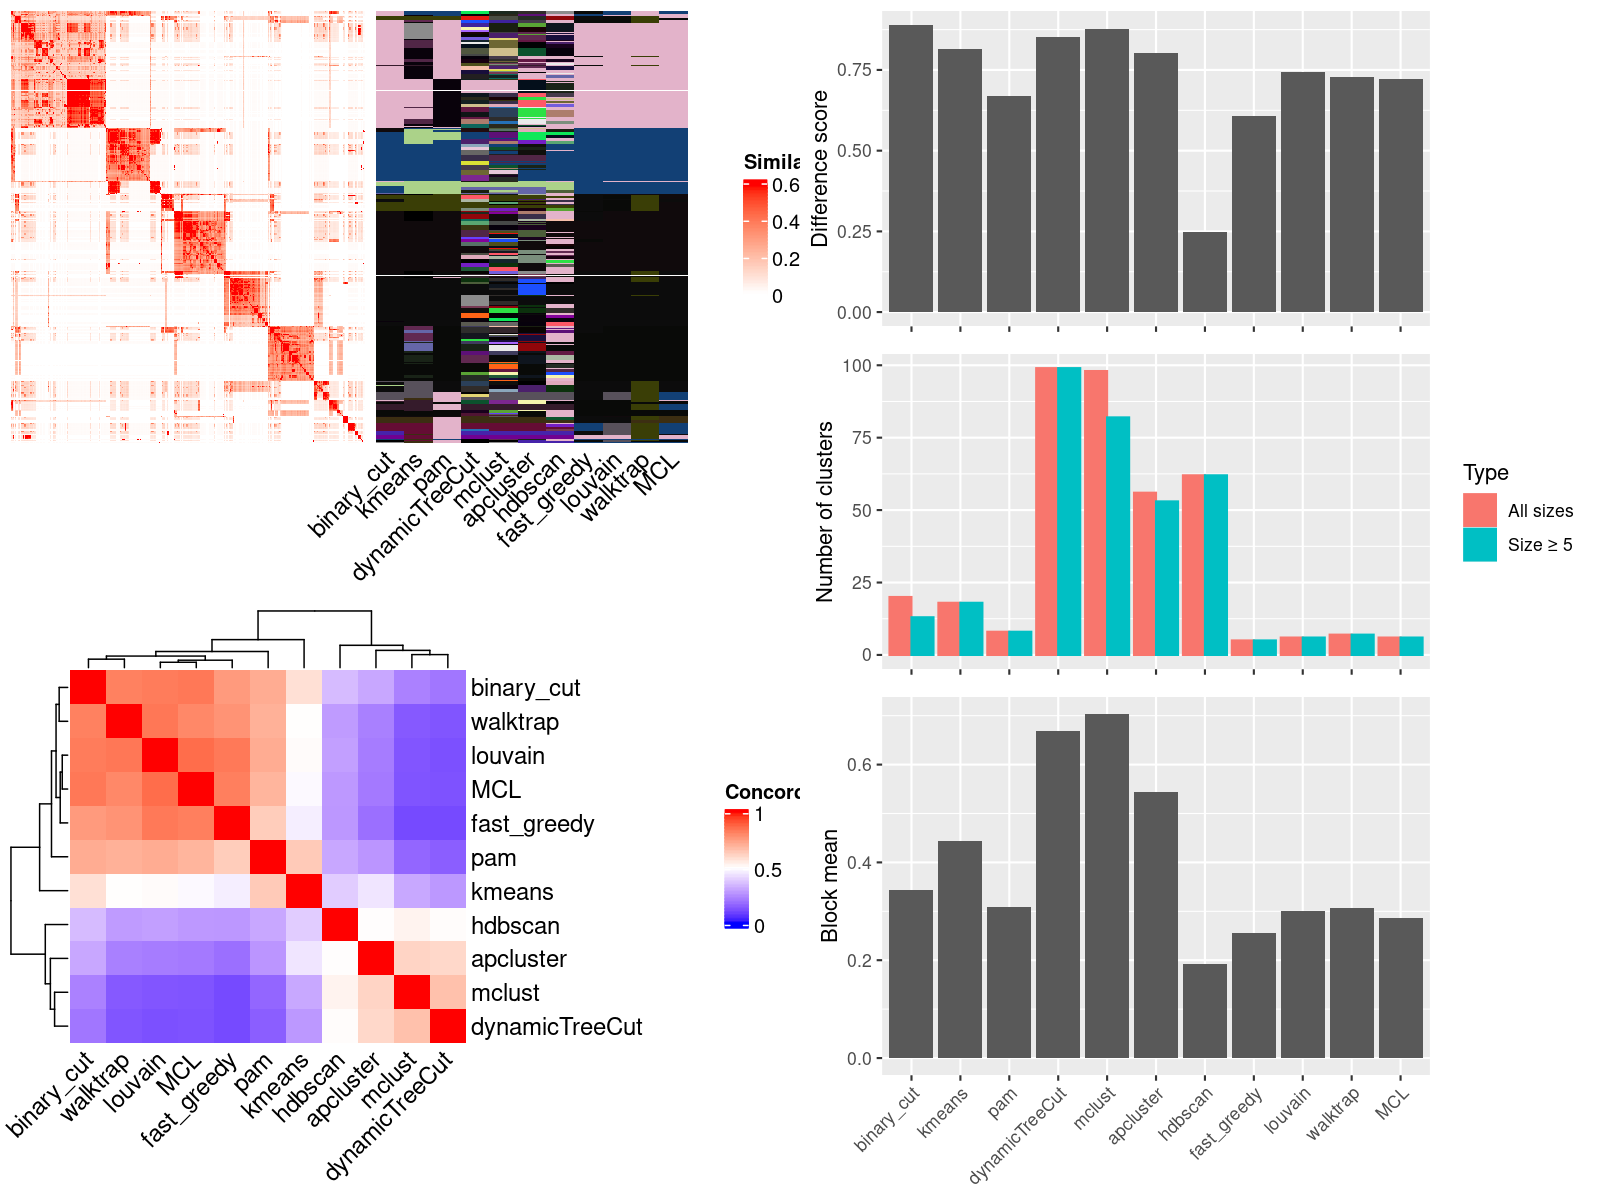 Simila
0.6
0.4
0.2
0
binary_cut
kmeans
pam
dynamicTreeCut
mclust
apcluster
hdbscan
fast_greedy
louvain
walktrap
MCL
Difference score
0.75
0.50
0.25
0.00
Number of clusters
100
75
50
25
0
Type
All sizes
Size ≥ 5
binary_cut
walktrap
louvain
MCL
fast_greedy
pam
kmeans
hdbscan
apcluster
mclust
dynamicTreeCut
binary_cut
walktrap
louvain
MCL
fast_greedy
pam
kmeans
hdbscan
apcluster
mclust
dynamicTreeCut
Concord
1
0.5
0
Block mean
0.6
0.4
0.2
0.0
binary_cut
kmeans
pam
dynamicTreeCut
mclust
apcluster
hdbscan
fast_greedy
louvain
walktrap
MCL